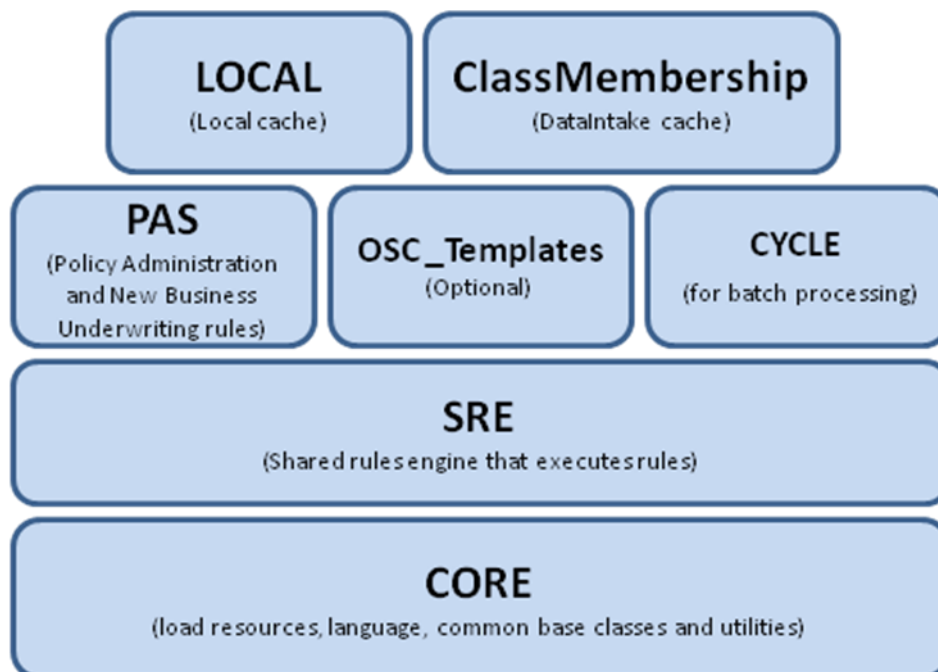 LOCAL
(Local cache)
ClassMembership
(DataIntake cache)
PAS
(Policy Administration
and New Business
Underwriting rules)
OSC_Templates
(Optional)
CYCLE
(for batch processing)
SRE
(Shared rules engine that executes rules)
CORE
(load resources, language, common base classes and utilities)